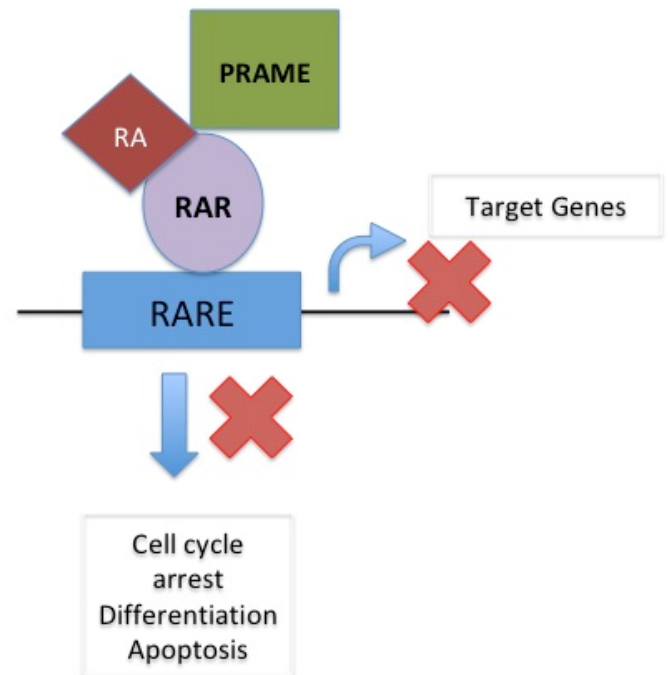 PRAME
RA
RAR
Target Genes
RARE
Cell cycle
arrest
Differentiation
Apoptosis